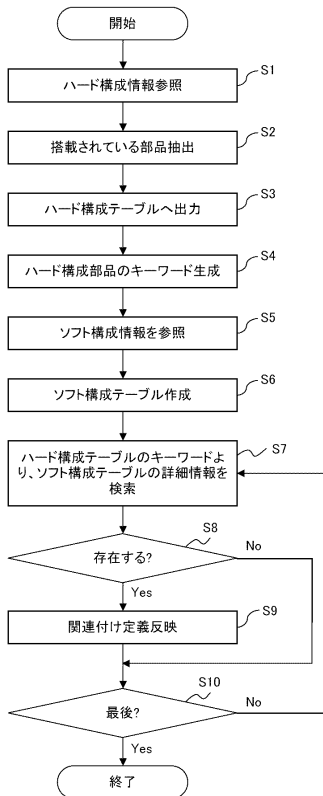 開始
S1
ハード構成情報参照
S2
搭載されている部品抽出
S3
ハード構成テーブルへ出力
S4
ハード構成部品のキーワード生成
S5
ソフト構成情報を参照
S6
ソフト構成テーブル作成
S7
ハード構成テーブルのキーワードよ
り、ソフト構成テーブルの詳細情報を
検索
S8
存在する?
No
Yes
S9
関連付け定義反映
S10
最後?
No
Yes
終了